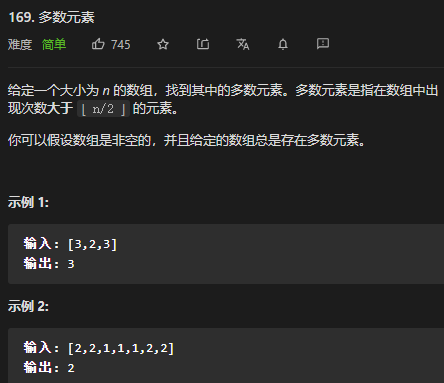 169. 多数元素
难度 简单 745
给定一个大小为 n 的数组，找到其中的多数元素。多数元素是指在数组中出
现次数大于 ⌊ n/2 ⌋ 的元素。
你可以假设数组是非空的，并且给定的数组总是存在多数元素。
示例 1:
输入: [3,2,3]
输出: 3
示例 2:
输入: [2,2,1,1,1,2,2]
输出: 2